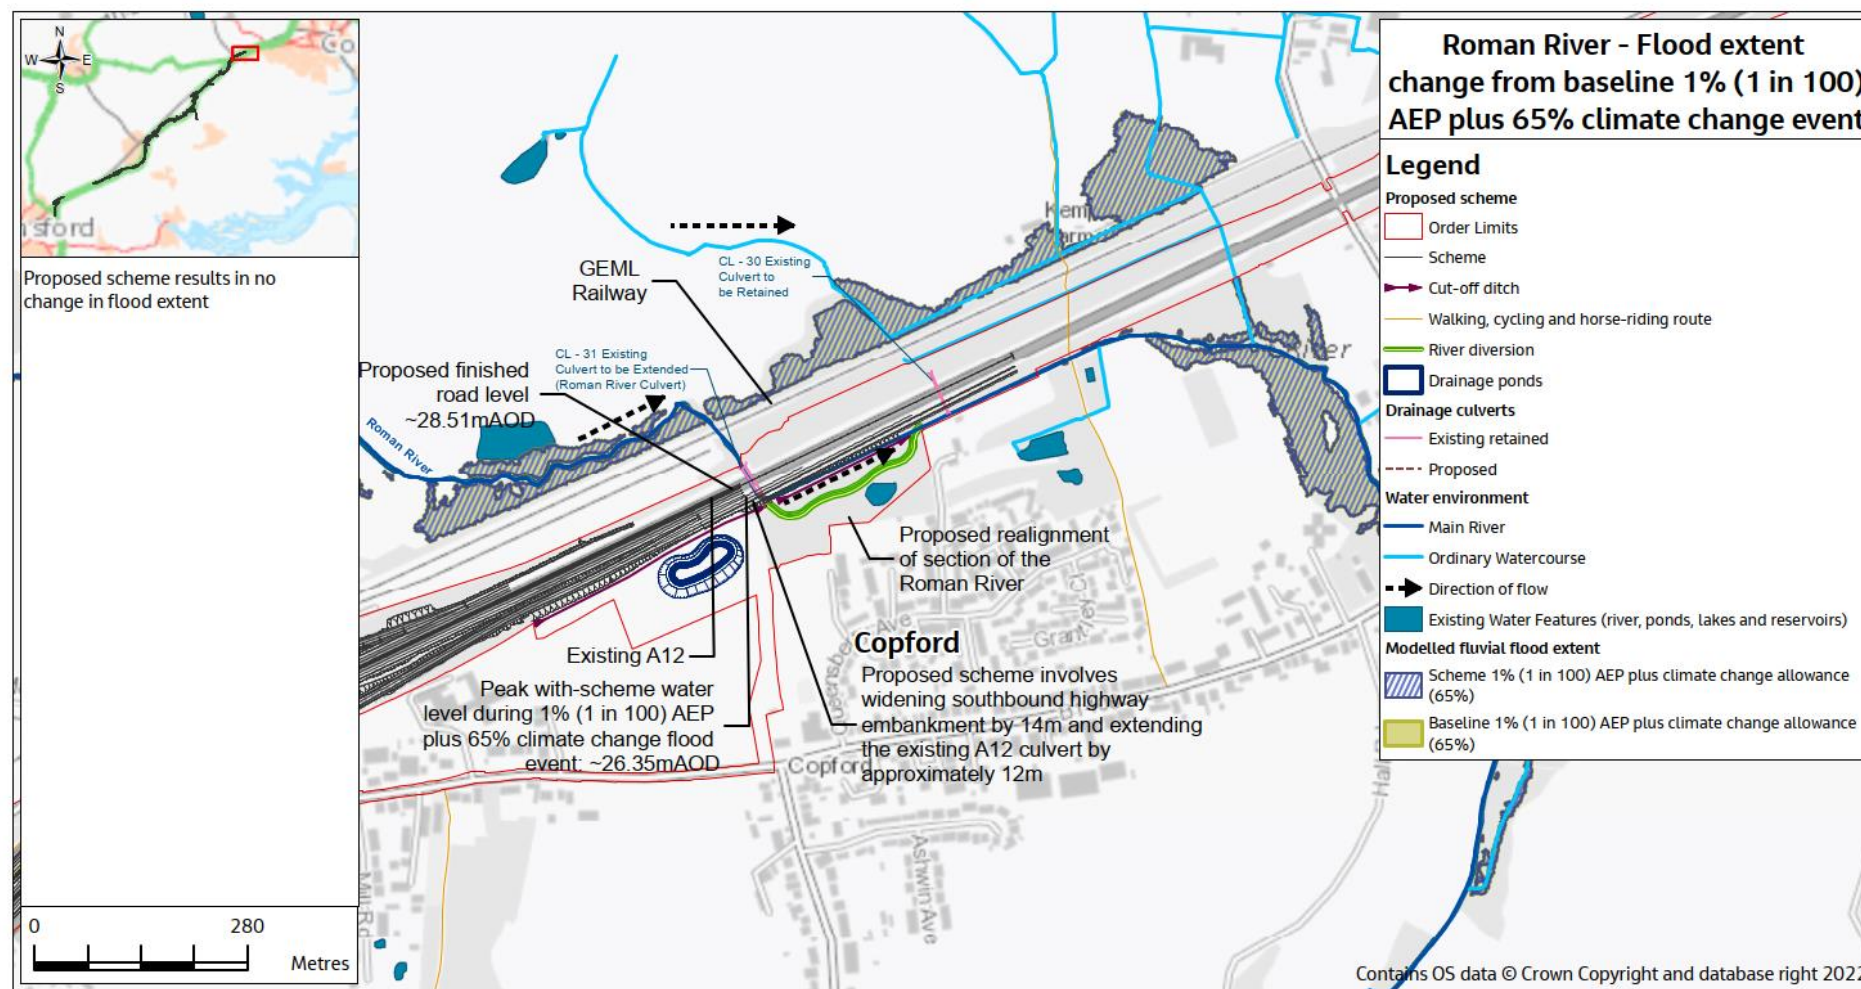 Roman River - Flood extent
change from baseline 1% (1 in 100)
AEP plus 65% climate change event
N
W
E
S
Co
sford
Proposed scheme results in no
change in flood extent
0
280
Metres
GEML
Railway
CL - 30 Existing
Culvert to
be Retained
CL - 31 Existing
Culvert to be Extended
(Roman River Culvert)
Proposed finished
road level
~28.51mAOD
Roman River
River
Proposed realignment
of section of the
Roman River
Existing A12
Peak with-scheme water
level during 1% (1 in 100) AEP
plus 65% climate change flood
event: ~26.35mAOD
Copford
Proposed scheme involves
widening southbound highway
embankment by 14m and extending
the existing A12 culvert by
approximately 12m
Copford
Ashwin Ave
Mill Rd
Legend
Proposed scheme
Order Limits
Scheme
Cut-off ditch
Walking, cycling and horse-riding route
River diversion
Drainage ponds
Drainage culverts
Existing retained
Proposed
Water environment
Main River
Ordinary Watercourse
Direction of flow
Existing Water Features (river, ponds, lakes and reservoirs)
Modelled fluvial flood extent
Scheme 1% (1 in 100) AEP plus climate change allowance
(65%)
Baseline 1% (1 in 100) AEP plus climate change allowance
(65%)
Contains OS data © Crown Copyright and database right 2022